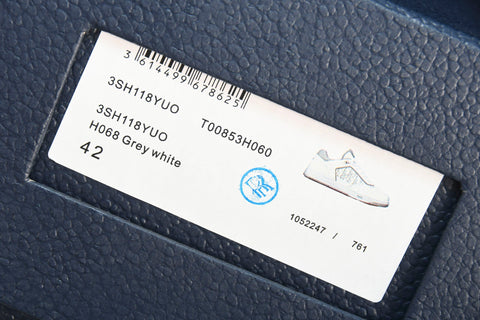 3 614499 678625
3SH118YUO T00853H060
3SH118YUO
H068 Grey white
42
1052247 / 761